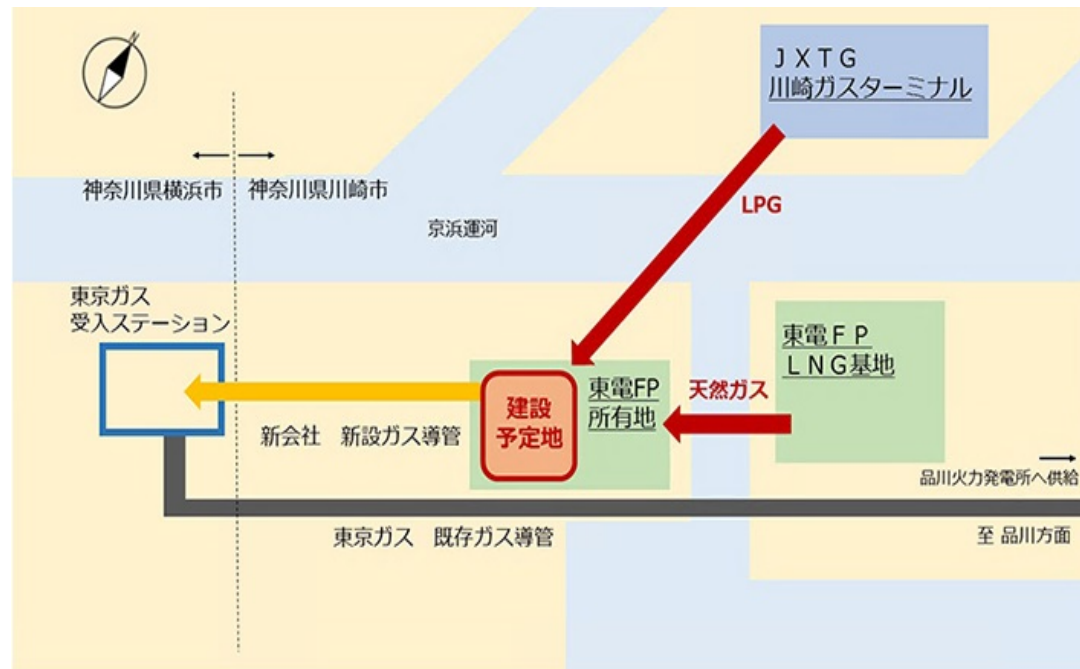 N
ＪＸＴＧ
川崎ガスターミナル
神奈川県横浜市
神奈川県川崎市
LPG
京浜運河
東京ガス
受入ステーション
東電ＦＰ
ＬＮＧ基地
建設
予定地
東電FP
所有地
天然ガス
新会社　新設ガス導管
品川火力発電所へ供給
東京ガス　既存ガス導管
至 品川方面